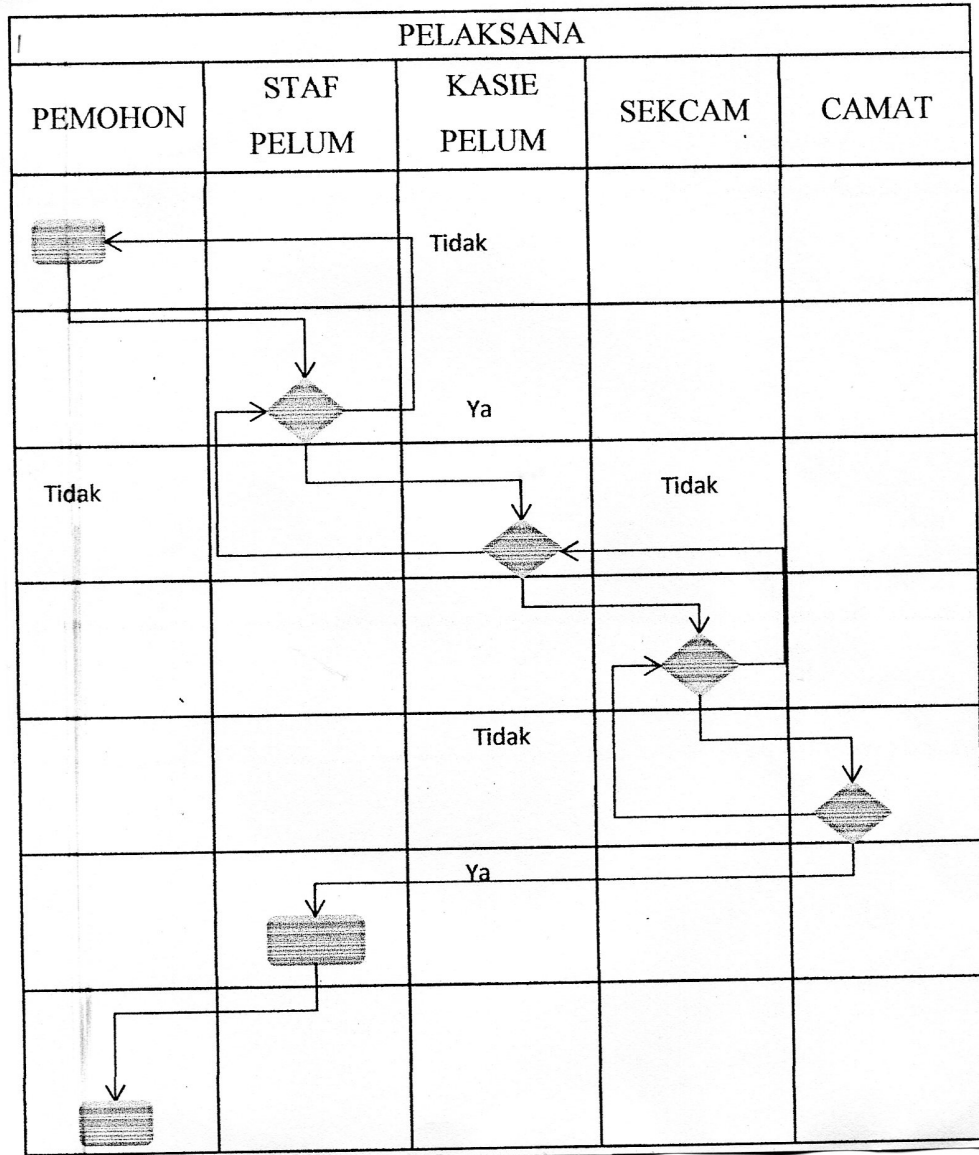 PELAKSANA
PEMOHON
STAF
PELUM
KASIE
PELUM
SEKCAM
CAMAT
Tidak
Ya
Tidak
Tidak
Tidak
Ya